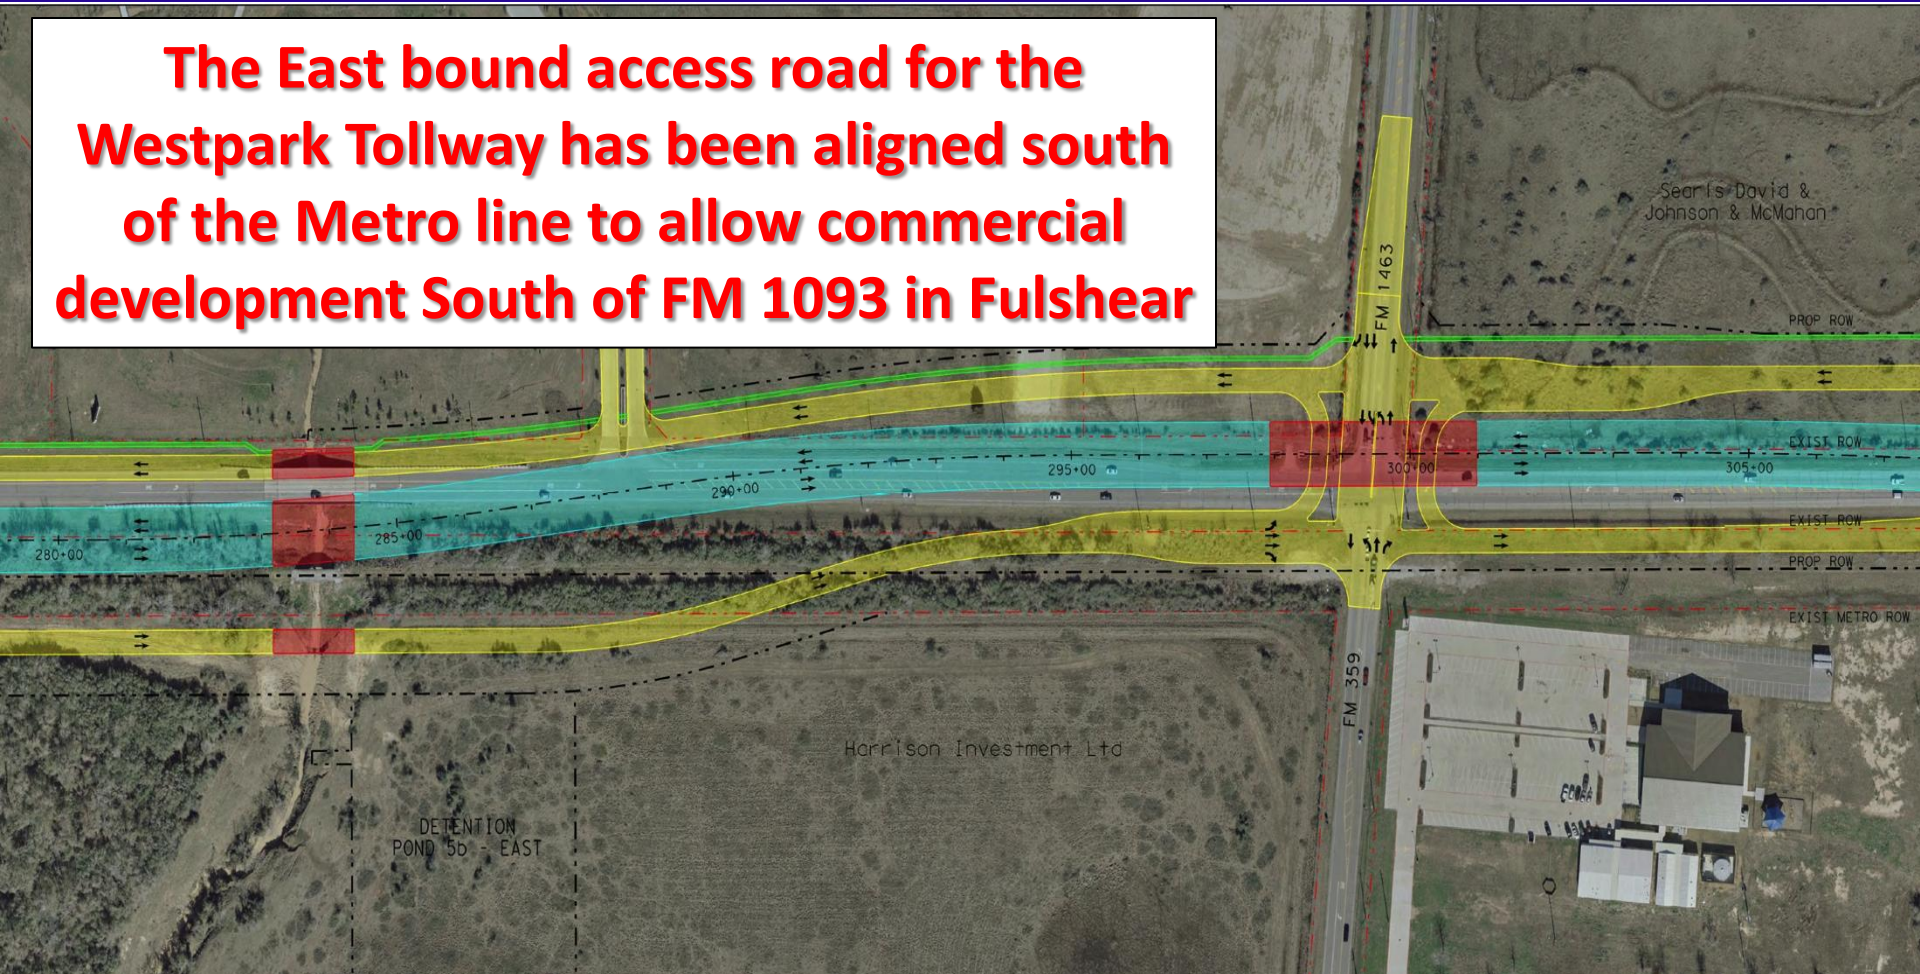 The East bound access road for the
Westpark Tollway has been aligned south
of the Metro line to allow commercial
development South of FM 1093 in Fulshear
Searls David &
Johnson & McMahan
FM 1463
PROP ROW
EXIST ROW
295+00
300+00
305+00
290+00
285+00
280+00
EXIST ROW
PROP ROW
EXIST METRO ROW
FM 359
Harrison Investment Ltd
DETENTION
POND 5b - EAST